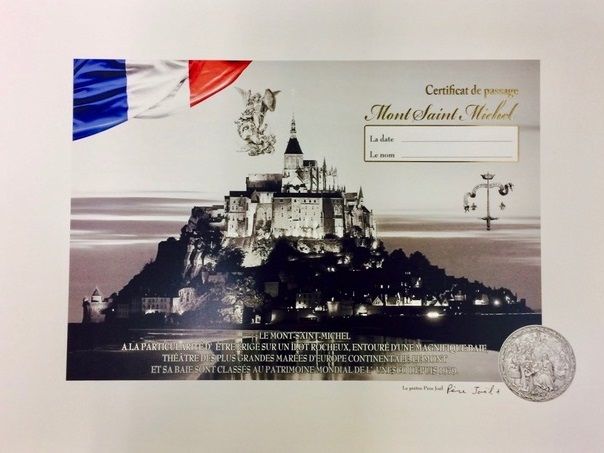 Certificat de passage
Mont Saint Michel
La date
Le nom
LE MONT-SAINT-MICHEL
A LA PARTICULARITÉ D' ÊTRE ÉRIGÉ SUR UN ÎLOT ROCHEUX, ENTOURÉ D'UNE MAGNIFIQUE BAIE
THÉÂTRE DES PLUS GRANDES MARÉES D'EUROPE CONTINENTALE. LE MONT
ET SA BAIE SONT CLASSÉS AU PATRIMOINE MONDIAL DE L' UNESCO DEPUIS 1979.
Le prêtre Père Joël
Père Joël